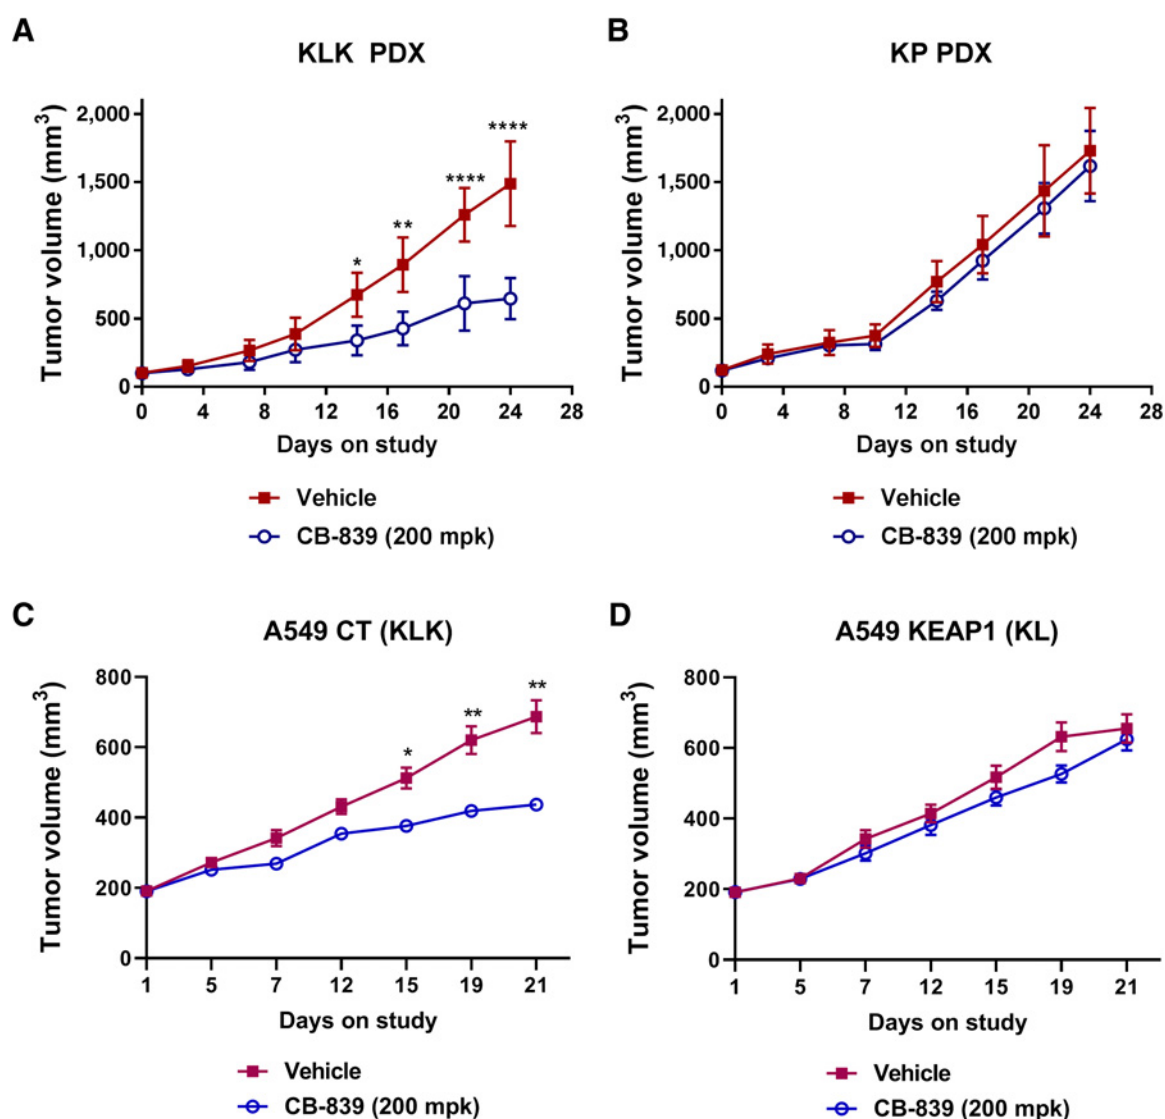 A
KLK PDX
Tumor volume (mm³)
2,000
1,500
1,000
500
0
* ** **** ****
0 4 8 12 16 20 24 28
Days on study
Vehicle
CB-839 (200 mpk)
B
KP PDX
Tumor volume (mm³)
2,000
1,500
1,000
500
0
0 4 8 12 16 20 24 28
Days on study
Vehicle
CB-839 (200 mpk)
C
A549 CT (KLK)
Tumor volume (mm³)
800
600
400
200
0
* ** **
1 5 7 12 15 19 21
Days on study
Vehicle
CB-839 (200 mpk)
D
A549 KEAP1 (KL)
Tumor volume (mm³)
800
600
400
200
0
1 5 7 12 15 19 21
Days on study
Vehicle
CB-839 (200 mpk)